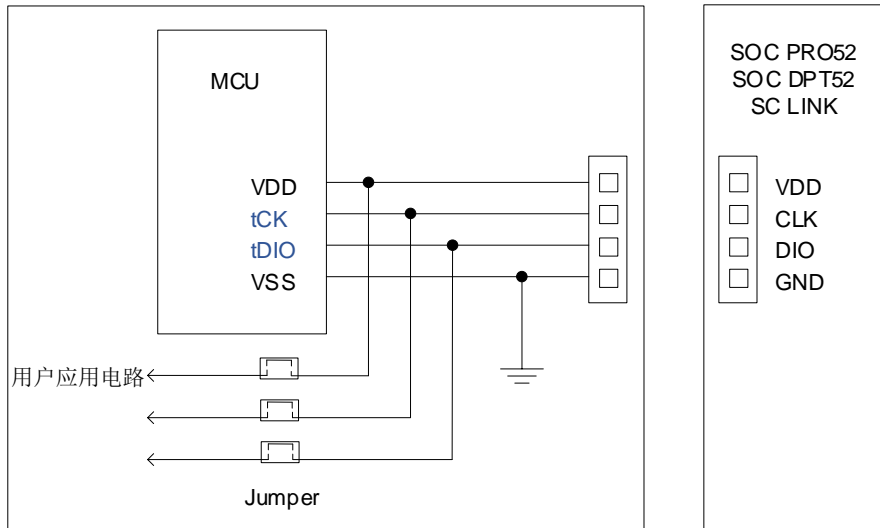 MCU
VDD
tCK
tDIO
VSS
用户应用电路
Jumper
SOC PRO52
SOC DPT52
SC LINK
VDD
CLK
DIO
GND